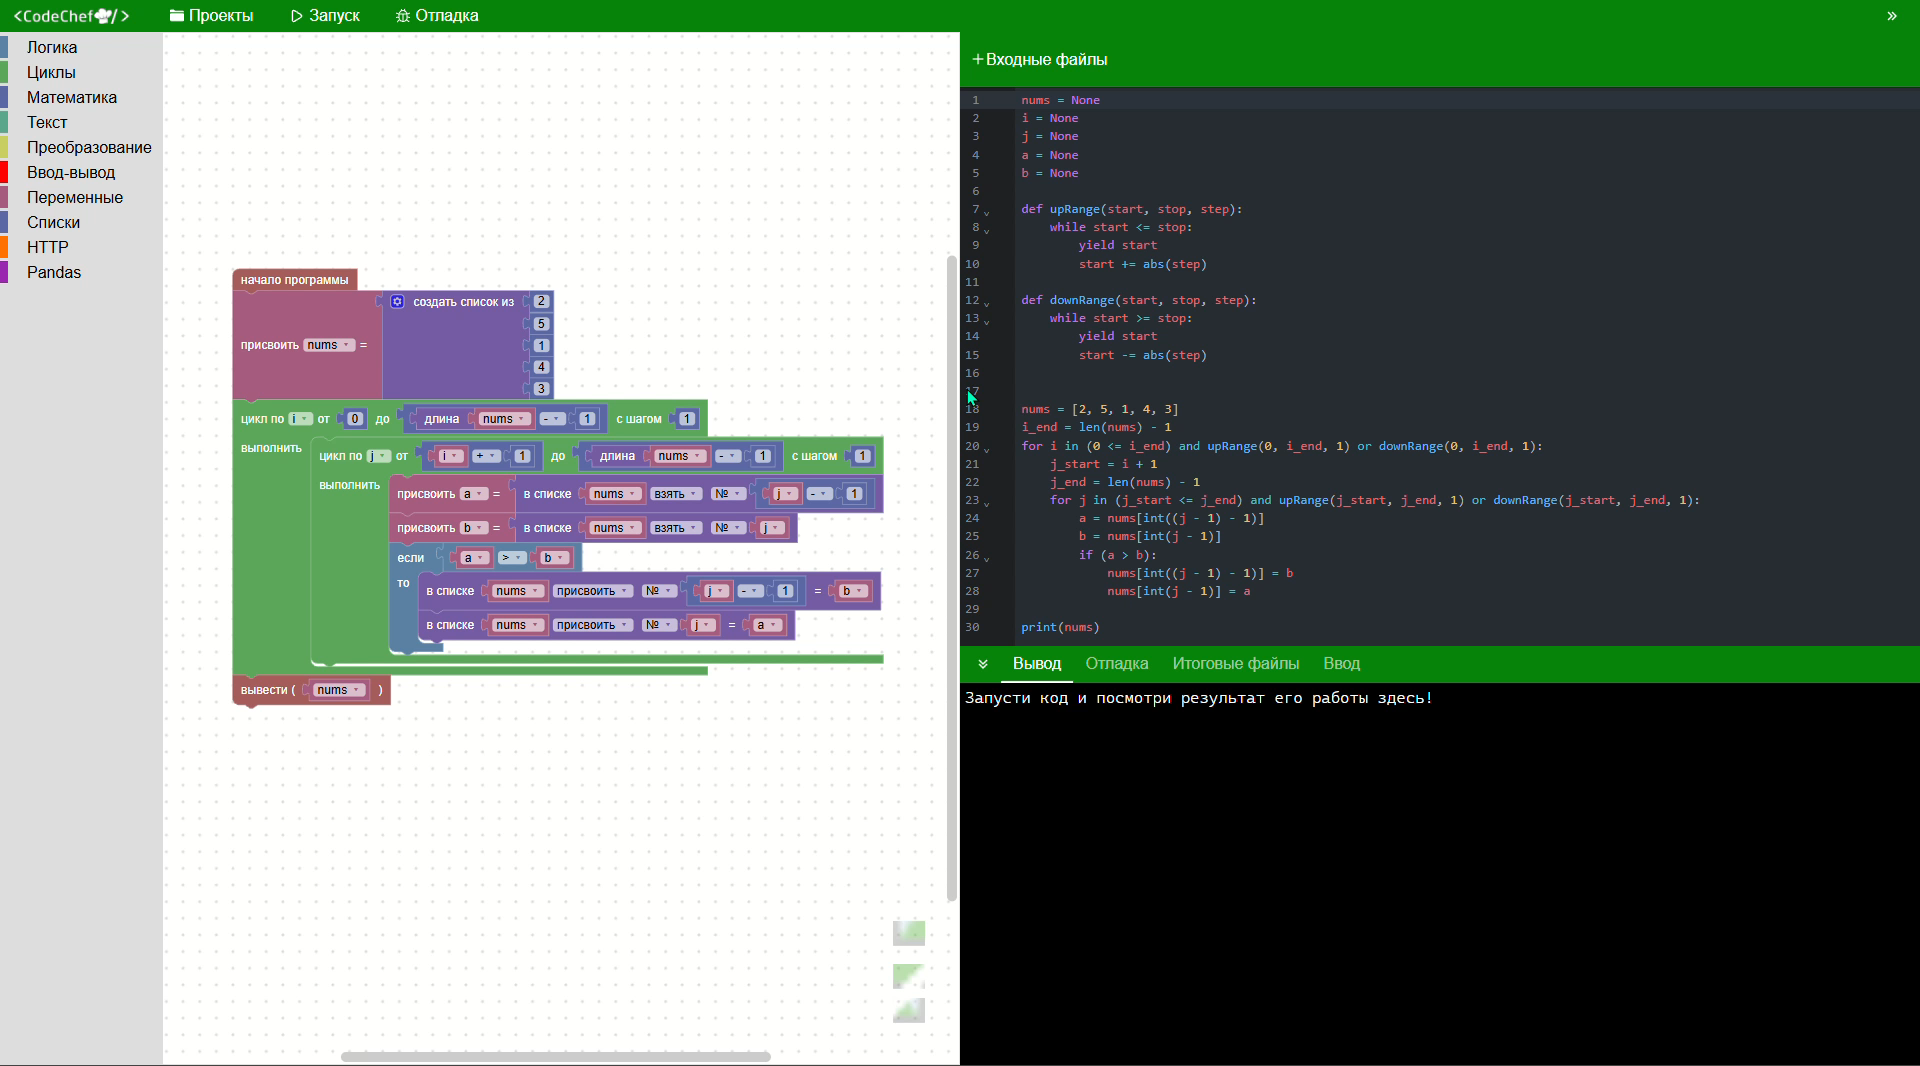 <CodeChef/> Проекты Запуск Отладка »
Логика
Циклы
Математика
Текст
Преобразование
Ввод-вывод
Переменные
Списки
HTTP
Pandas
начало программы
присвоить nums = создать список из 2
5
1
4
3
цикл по i от 0 до длина nums - 1 с шагом 1
выполнить цикл по j от i + 1 до длина nums - 1 с шагом 1
выполнить присвоить a = в списке nums взять № j - 1
присвоить b = в списке nums взять № j
если a > b
то в списке nums присвоить № j - 1 = b
в списке nums присвоить № j = a
вывести ( nums )
+ Входные файлы
1 nums = None
2 i = None
3 j = None
4 a = None
5 b = None
6
7 def upRange(start, stop, step):
8 while start <= stop:
9 yield start
10 start += abs(step)
11
12 def downRange(start, stop, step):
13 while start >= stop:
14 yield start
15 start -= abs(step)
16
17
18 nums = [2, 5, 1, 4, 3]
19 i_end = len(nums) - 1
20 for i in (0 <= i_end) and upRange(0, i_end, 1) or downRange(0, i_end, 1):
21 j_start = i + 1
22 j_end = len(nums) - 1
23 for j in (j_start <= j_end) and upRange(j_start, j_end, 1) or downRange(j_start, j_end, 1):
24 a = nums[int((j - 1) - 1)]
25 b = nums[int(j - 1)]
26 if (a > b):
27 nums[int((j - 1) - 1)] = b
28 nums[int(j - 1)] = a
29
30 print(nums)
Вывод Отладка Итоговые файлы Ввод
Запусти код и посмотри результат его работы здесь!